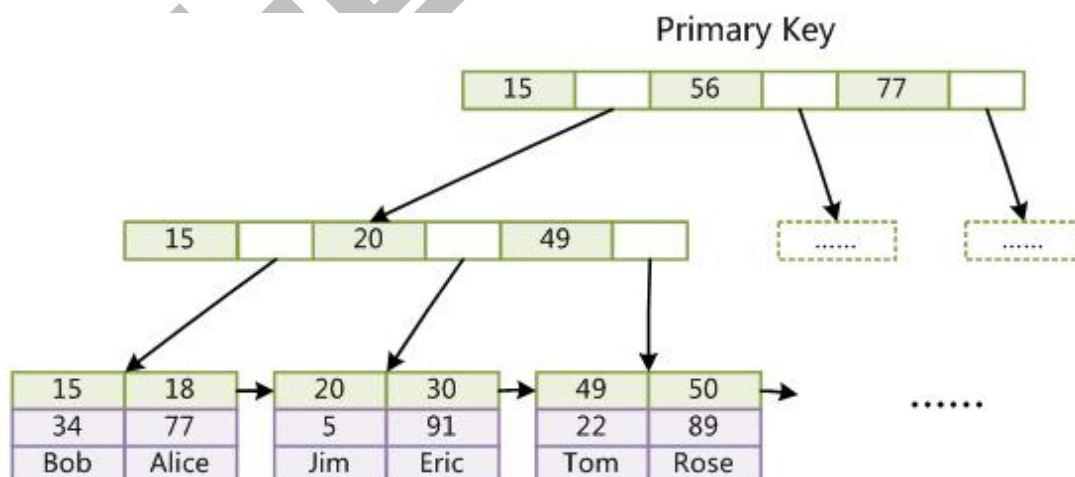 Primary Key
15 56 77
15 20 49
...... ......
15 18 20 30 49 50
34 77 5 91 22 89
Bob Alice Jim Eric Tom Rose
......